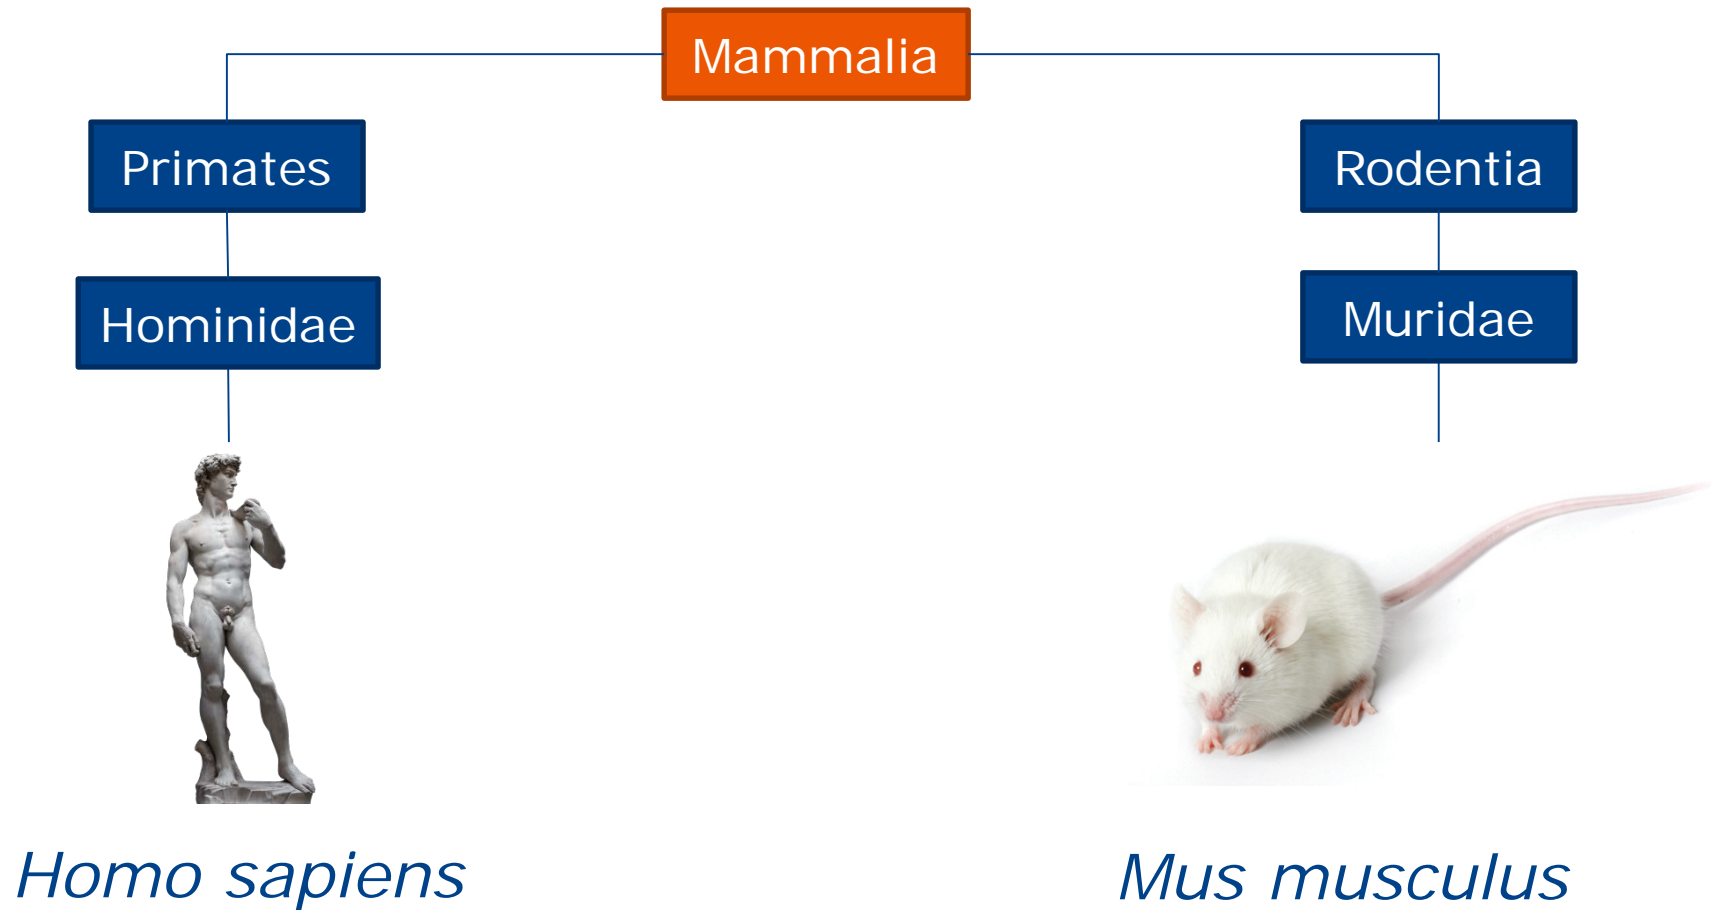 Mammalia
Primates
Rodentia
Hominidae
Muridae
Homo sapiens
Mus musculus